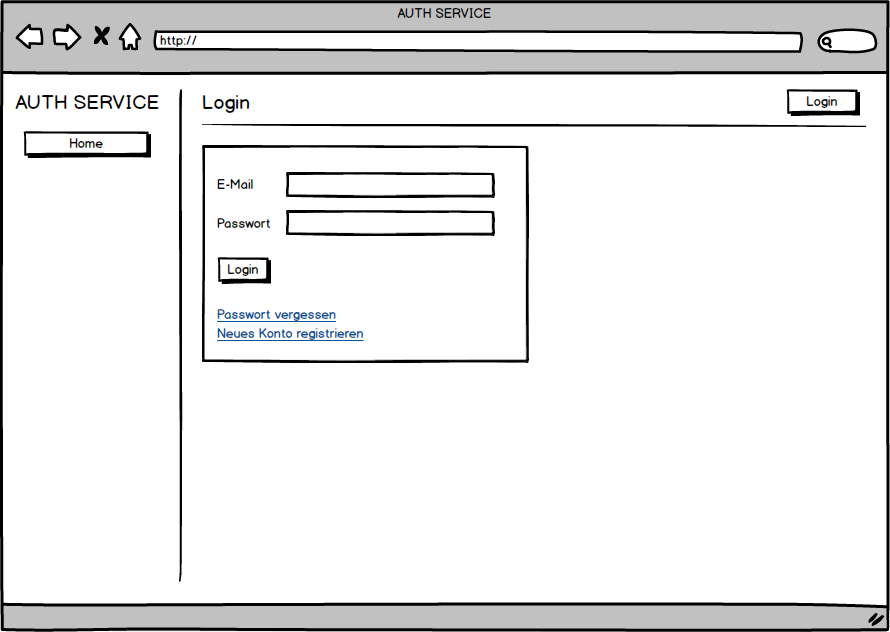 AUTH SERVICE
http://
AUTH SERVICE
Login
Login
Home
E-Mail
Passwort
Login
Passwort vergessen
Neues Konto registrieren